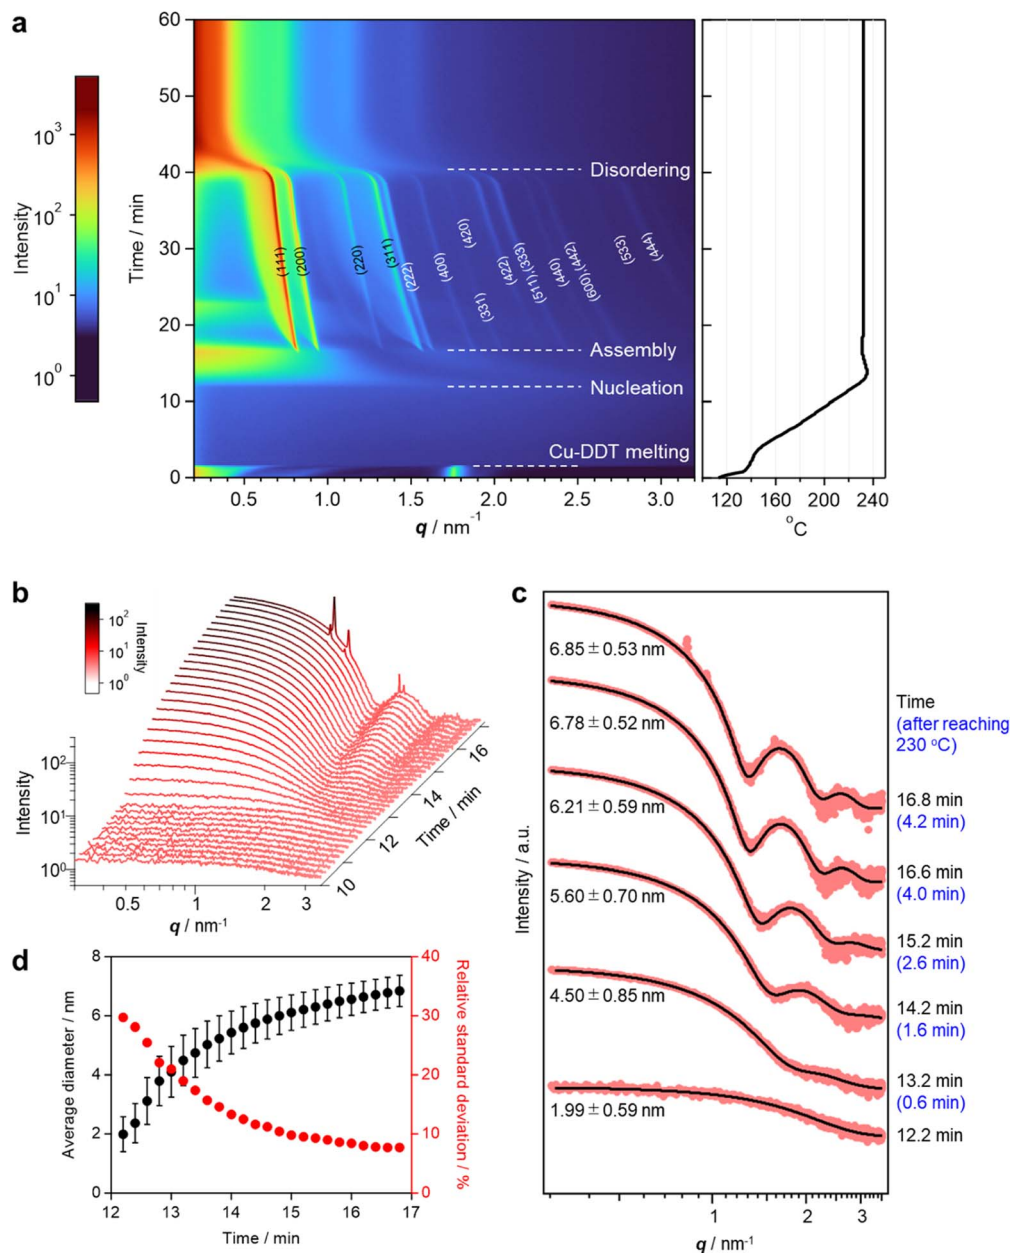 a
60
50
40
30
20
10
0
Time / min
10³
10²
10¹
10⁰
Intensity
Disordering
Assembly
Nucleation
Cu-DDT melting
(111)
(200)
(220)
(311)
(222)
(400)
(420)
(331)
(422)
(511),(333)
(440)
(600),(442)
(533)
(444)
0.5 1.0 1.5 2.0 2.5 3.0
q / nm⁻¹
120 160 200 240
°C
b
10²
10¹
10⁰
Intensity
10²
10¹
10⁰
Intensity
0.5 1 2 3
q / nm⁻¹
10 12 14 16
Time / min
c
6.85 ± 0.53 nm
6.78 ± 0.52 nm
6.21 ± 0.59 nm
5.60 ± 0.70 nm
4.50 ± 0.85 nm
1.99 ± 0.59 nm
Intensity / a.u.
1 2 3
q / nm⁻¹
Time
(after reaching
230 °C)
16.8 min
(4.2 min)
16.6 min
(4.0 min)
15.2 min
(2.6 min)
14.2 min
(1.6 min)
13.2 min
(0.6 min)
12.2 min
d
8
6
4
2
0
Average diameter / nm
40
30
20
10
0
Relative standard deviation / %
12 13 14 15 16 17
Time / min